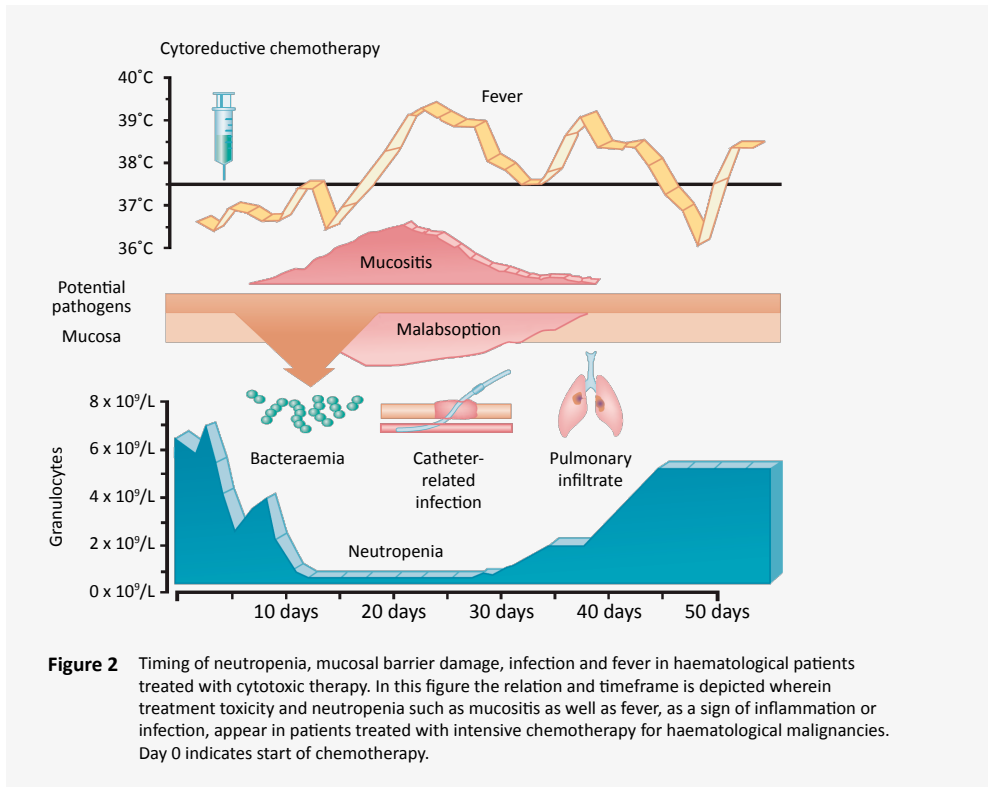 Cytoreductive chemotherapy
40˚C
39˚C
38˚C
37˚C
36˚C
Fever
Mucositis
Potential
pathogens
Mucosa
Malabsoption
8 x 10⁹/L
6 x 10⁹/L
4 x 10⁹/L
2 x 10⁹/L
0 x 10⁹/L
Granulocytes
Bacteraemia
Catheter-
related
infection
Pulmonary
infiltrate
Neutropenia
10 days
20 days
30 days
40 days
50 days
Figure 2 Timing of neutropenia, mucosal barrier damage, infection and fever in haematological patients
treated with cytotoxic therapy. In this figure the relation and timeframe is depicted wherein
treatment toxicity and neutropenia such as mucositis as well as fever, as a sign of inflammation or
infection, appear in patients treated with intensive chemotherapy for haematological malignancies.
Day 0 indicates start of chemotherapy.